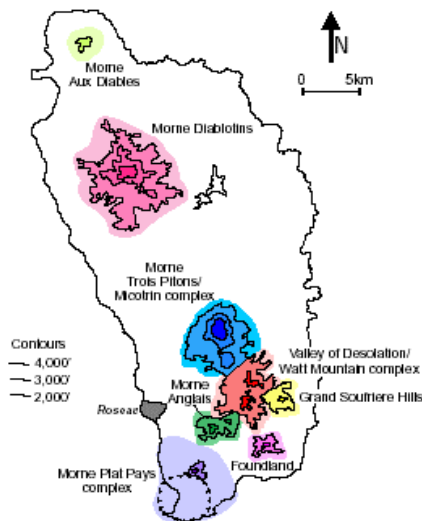 Morne
Aux Diables
N
0 5km
Morne Diablotins
Morne
Trois Pitons/
Micotrin complex
Contours
4,000'
3,000'
2,000'
Valley of Desolation/
Watt Mountain complex
Morne
Anglais
Grand Soufriere Hills
Roseau
Foundland
Morne Plat Pays
complex